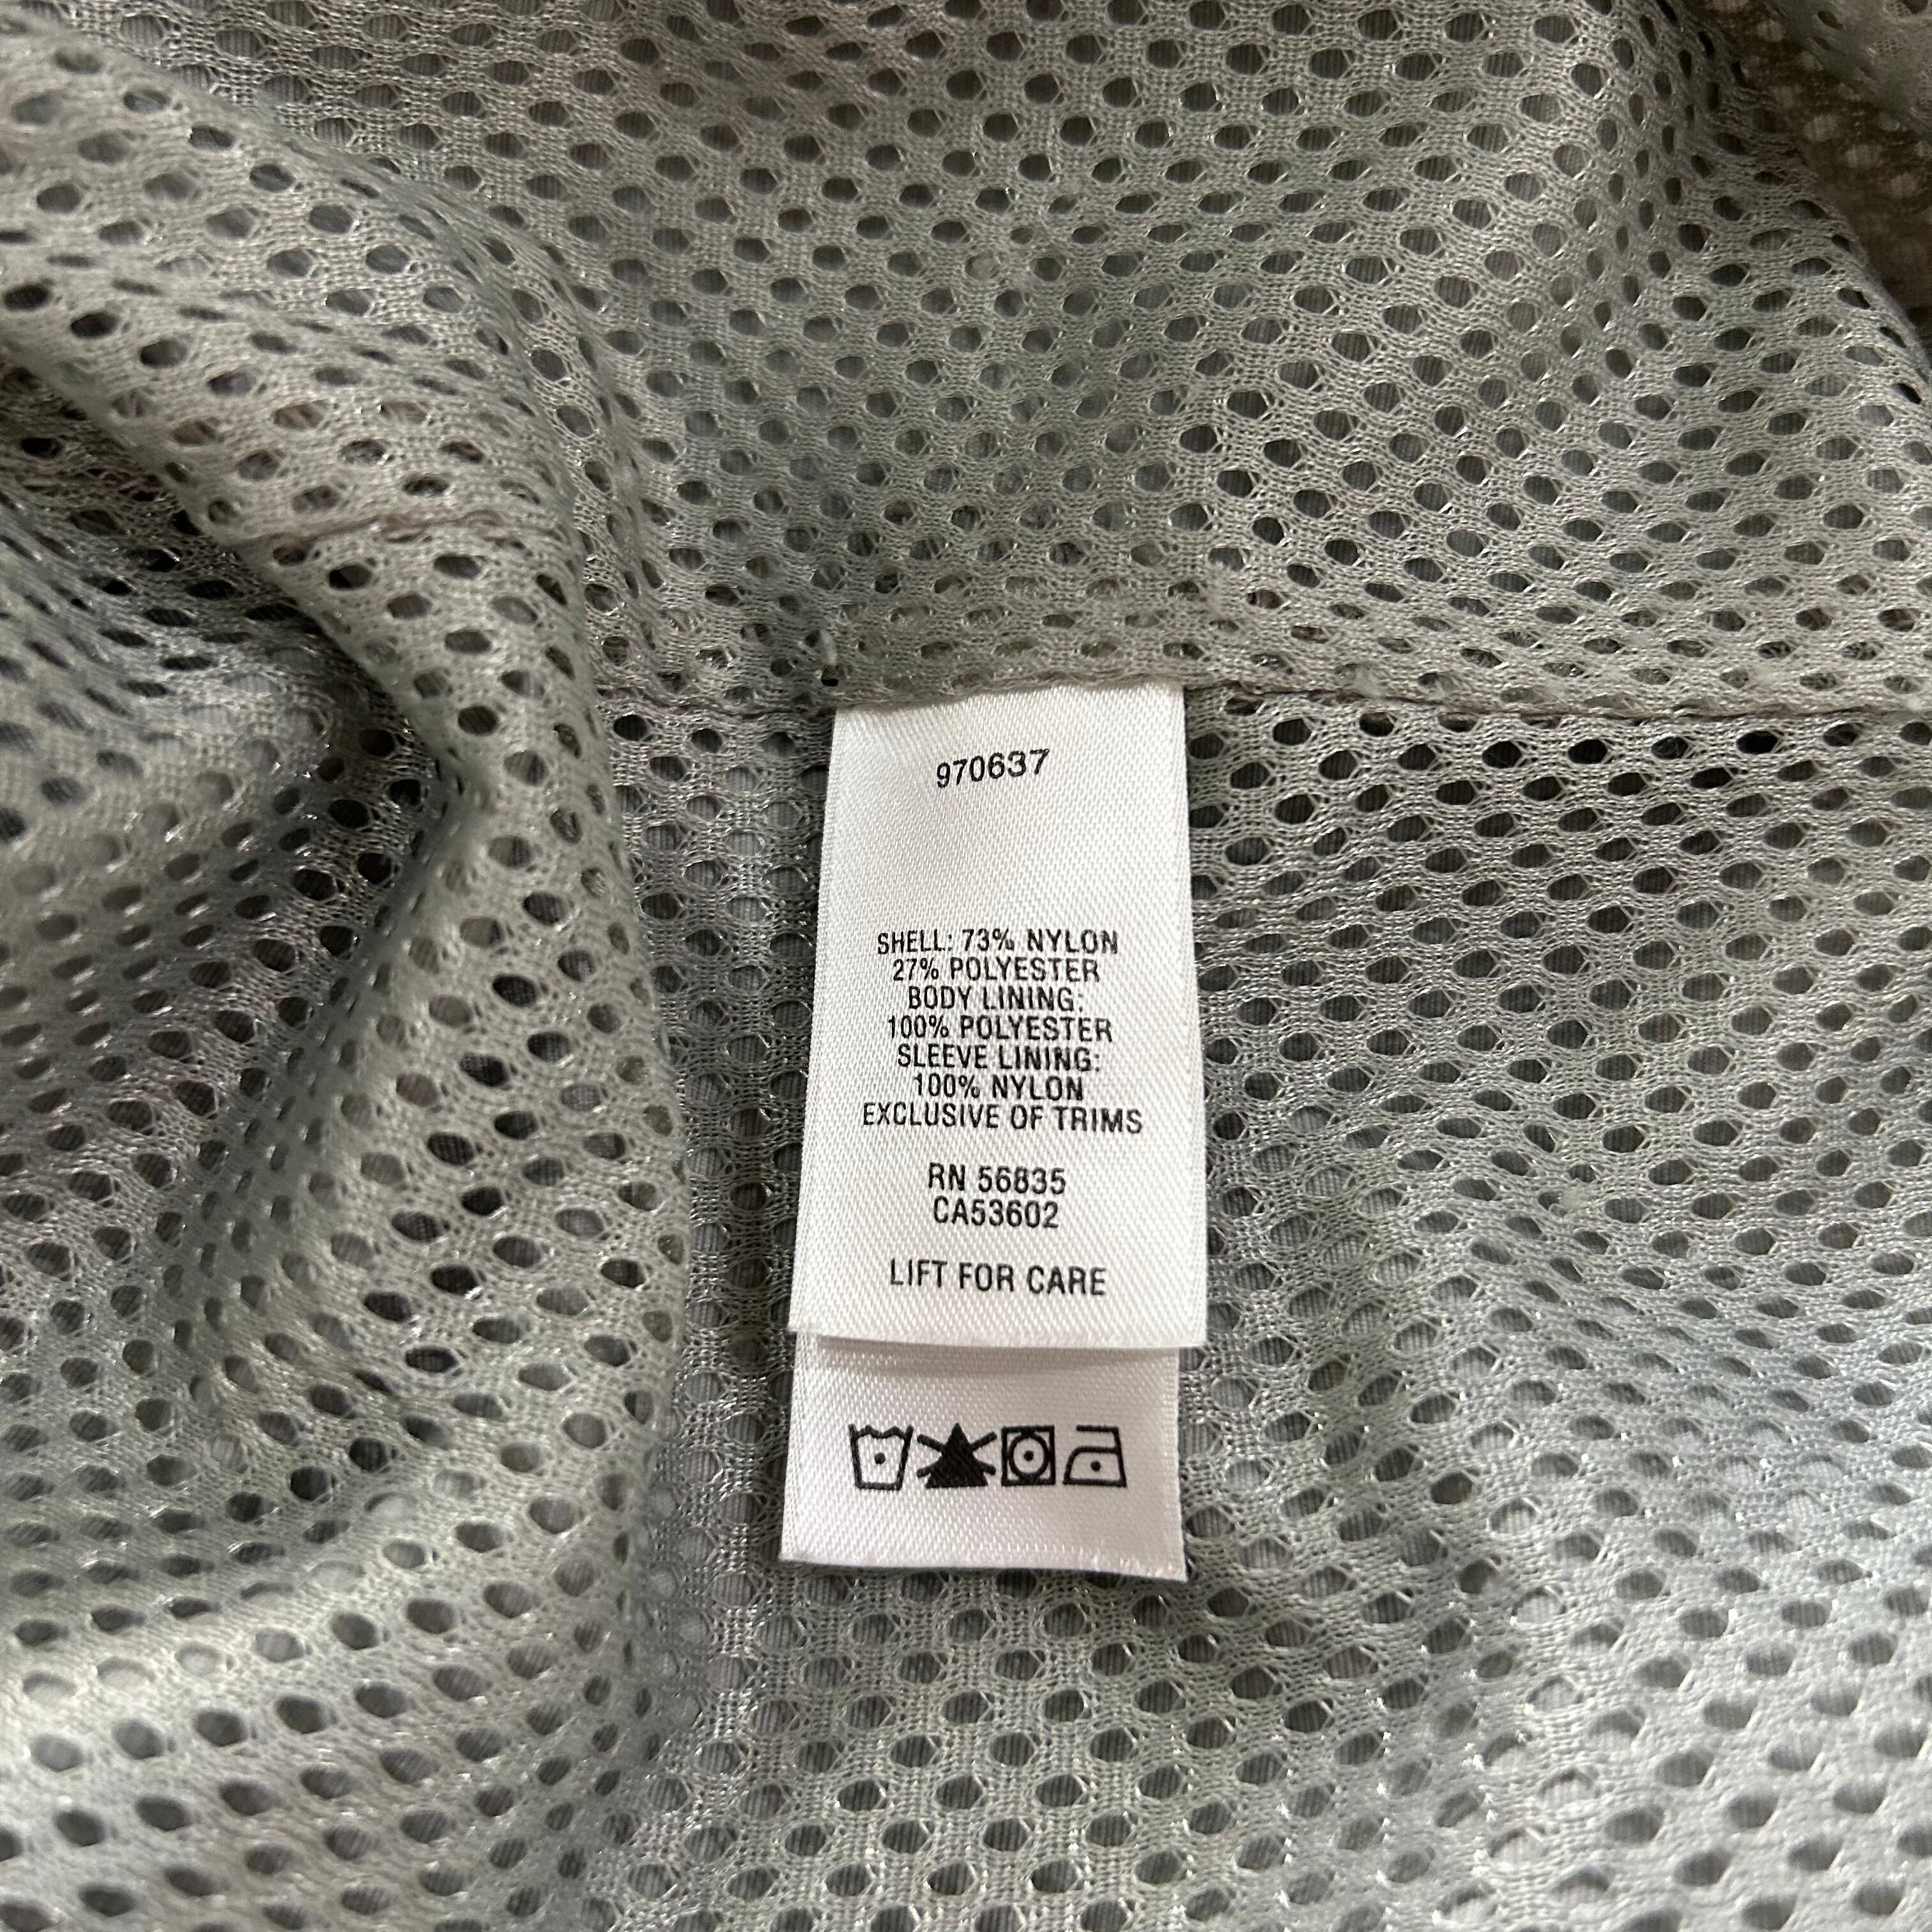 970637
SHELL: 73% NYLON
27% POLYESTER
BODY LINING:
100% POLYESTER
SLEEVE LINING:
100% NYLON
EXCLUSIVE OF TRIMS
RN 56835
CA53602
LIFT FOR CARE